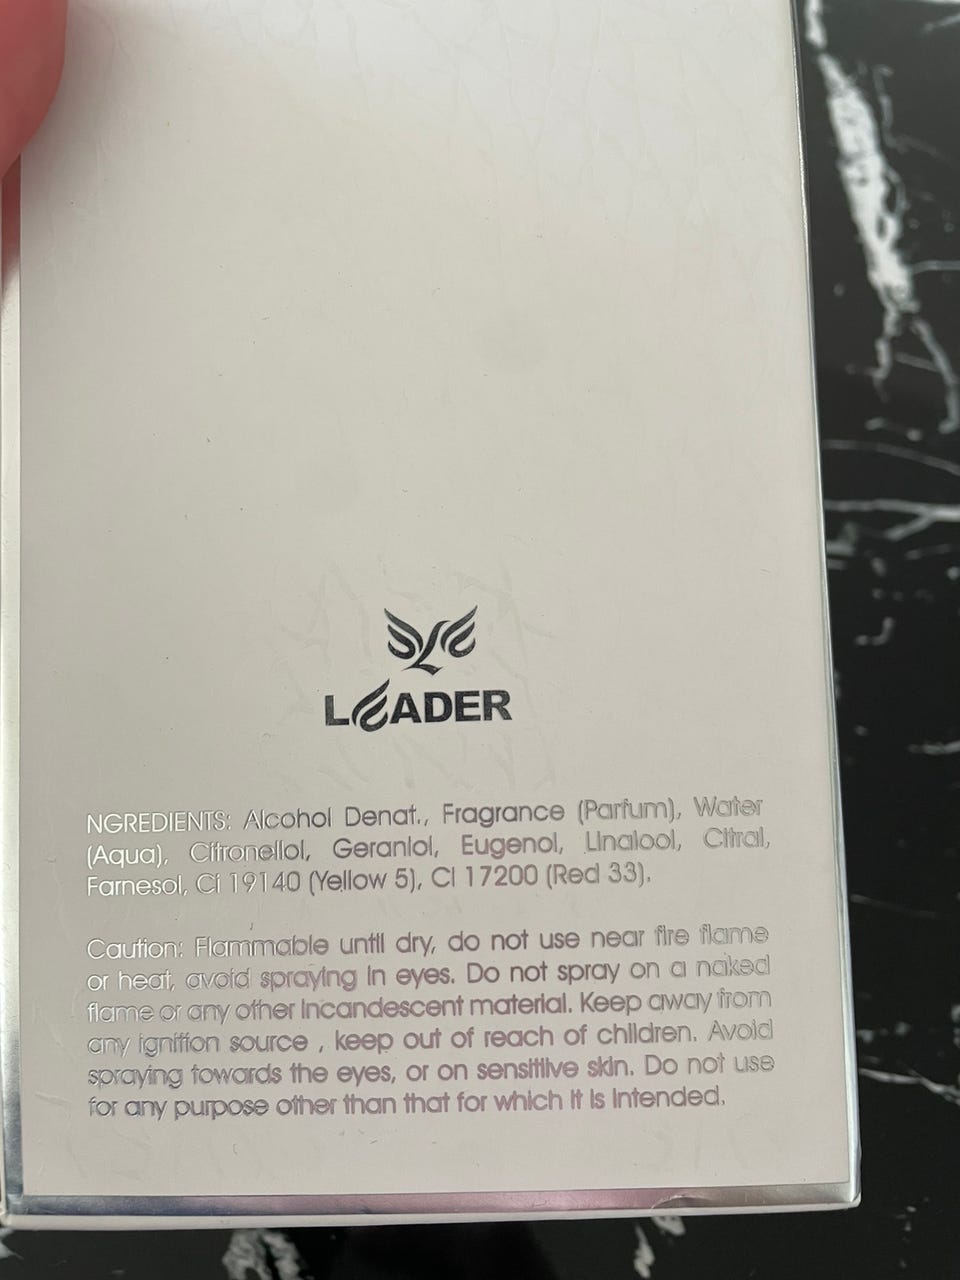 LEADER
NGREDIENTS: Alcohol Denat., Fragrance (Parfum), Water
(Aqua), Citronellol, Geraniol, Eugenol, Linalool, Citral,
Farnesol, Ci 19140 (Yellow 5), CI 17200 (Red 33).
Caution: Flammable until dry, do not use near fire flame
or heat, avoid spraying in eyes. Do not spray on a naked
flame or any other incandescent material. Keep away from
any ignition source , keep out of reach of children. Avoid
spraying towards the eyes, or on sensitive skin. Do not use
for any purpose other than that for which it is intended.